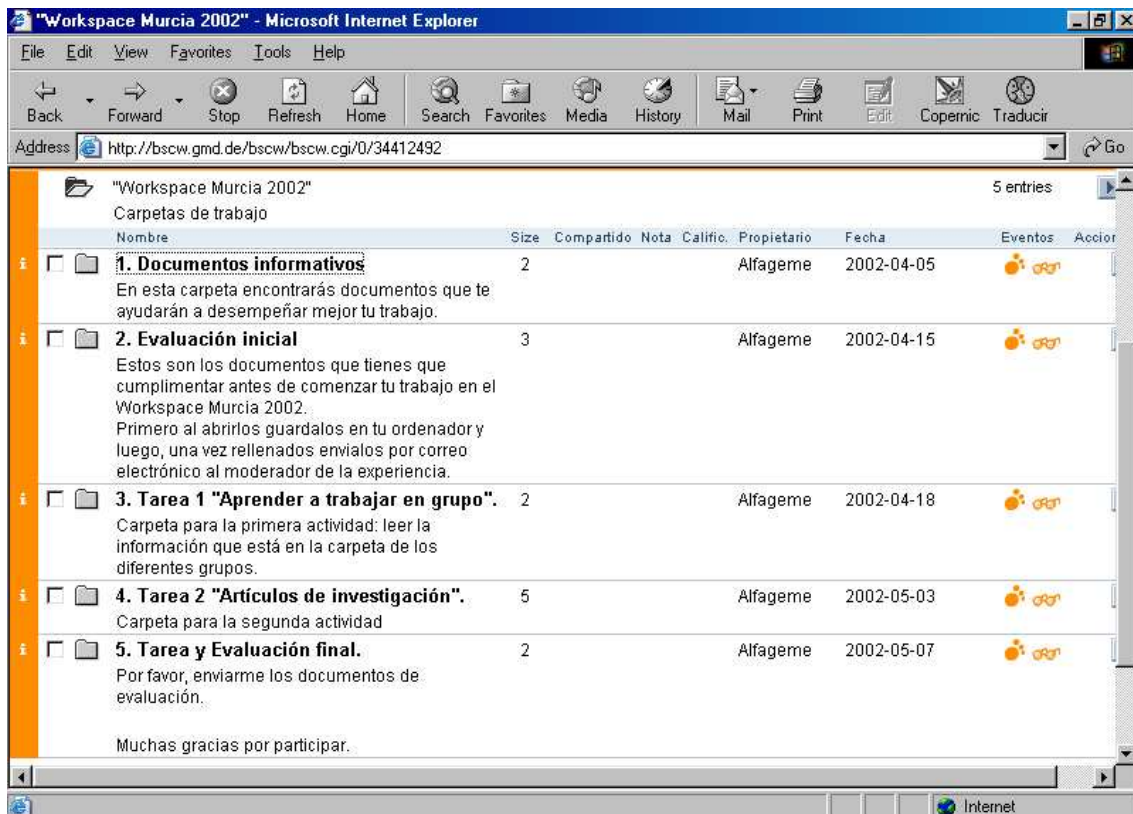 "Workspace Murcia 2002" - Microsoft Internet Explorer
File Edit View Favorites Tools Help
Back Forward Stop Refresh Home Search Favorites Media History Mail Print Edit Copernic Traducir
Address http://bscw.gmd.de/bscw/bscw.cgi/0/34412492 Go
"Workspace Murcia 2002" 5 entries
Carpetas de trabajo
Nombre Size Compartido Nota Calific. Propietario Fecha Eventos Accior
1. Documentos informativos 2 Alfageme 2002-04-05
En esta carpeta encontrarás documentos que te
ayudarán a desempeñar mejor tu trabajo.
2. Evaluación inicial 3 Alfageme 2002-04-15
Estos son los documentos que tienes que
cumplimentar antes de comenzar tu trabajo en el
Workspace Murcia 2002.
Primero al abrirlos guardalos en tu ordenador y
luego, una vez rellenados envialos por correo
electrónico al moderador de la experiencia.
3. Tarea 1 "Aprender a trabajar en grupo". 2 Alfageme 2002-04-18
Carpeta para la primera actividad: leer la
información que está en la carpeta de los
diferentes grupos.
4. Tarea 2 "Artículos de investigación". 5 Alfageme 2002-05-03
Carpeta para la segunda actividad
5. Tarea y Evaluación final. 2 Alfageme 2002-05-07
Por favor, enviarme los documentos de
evaluación.
Muchas gracias por participar.
Internet